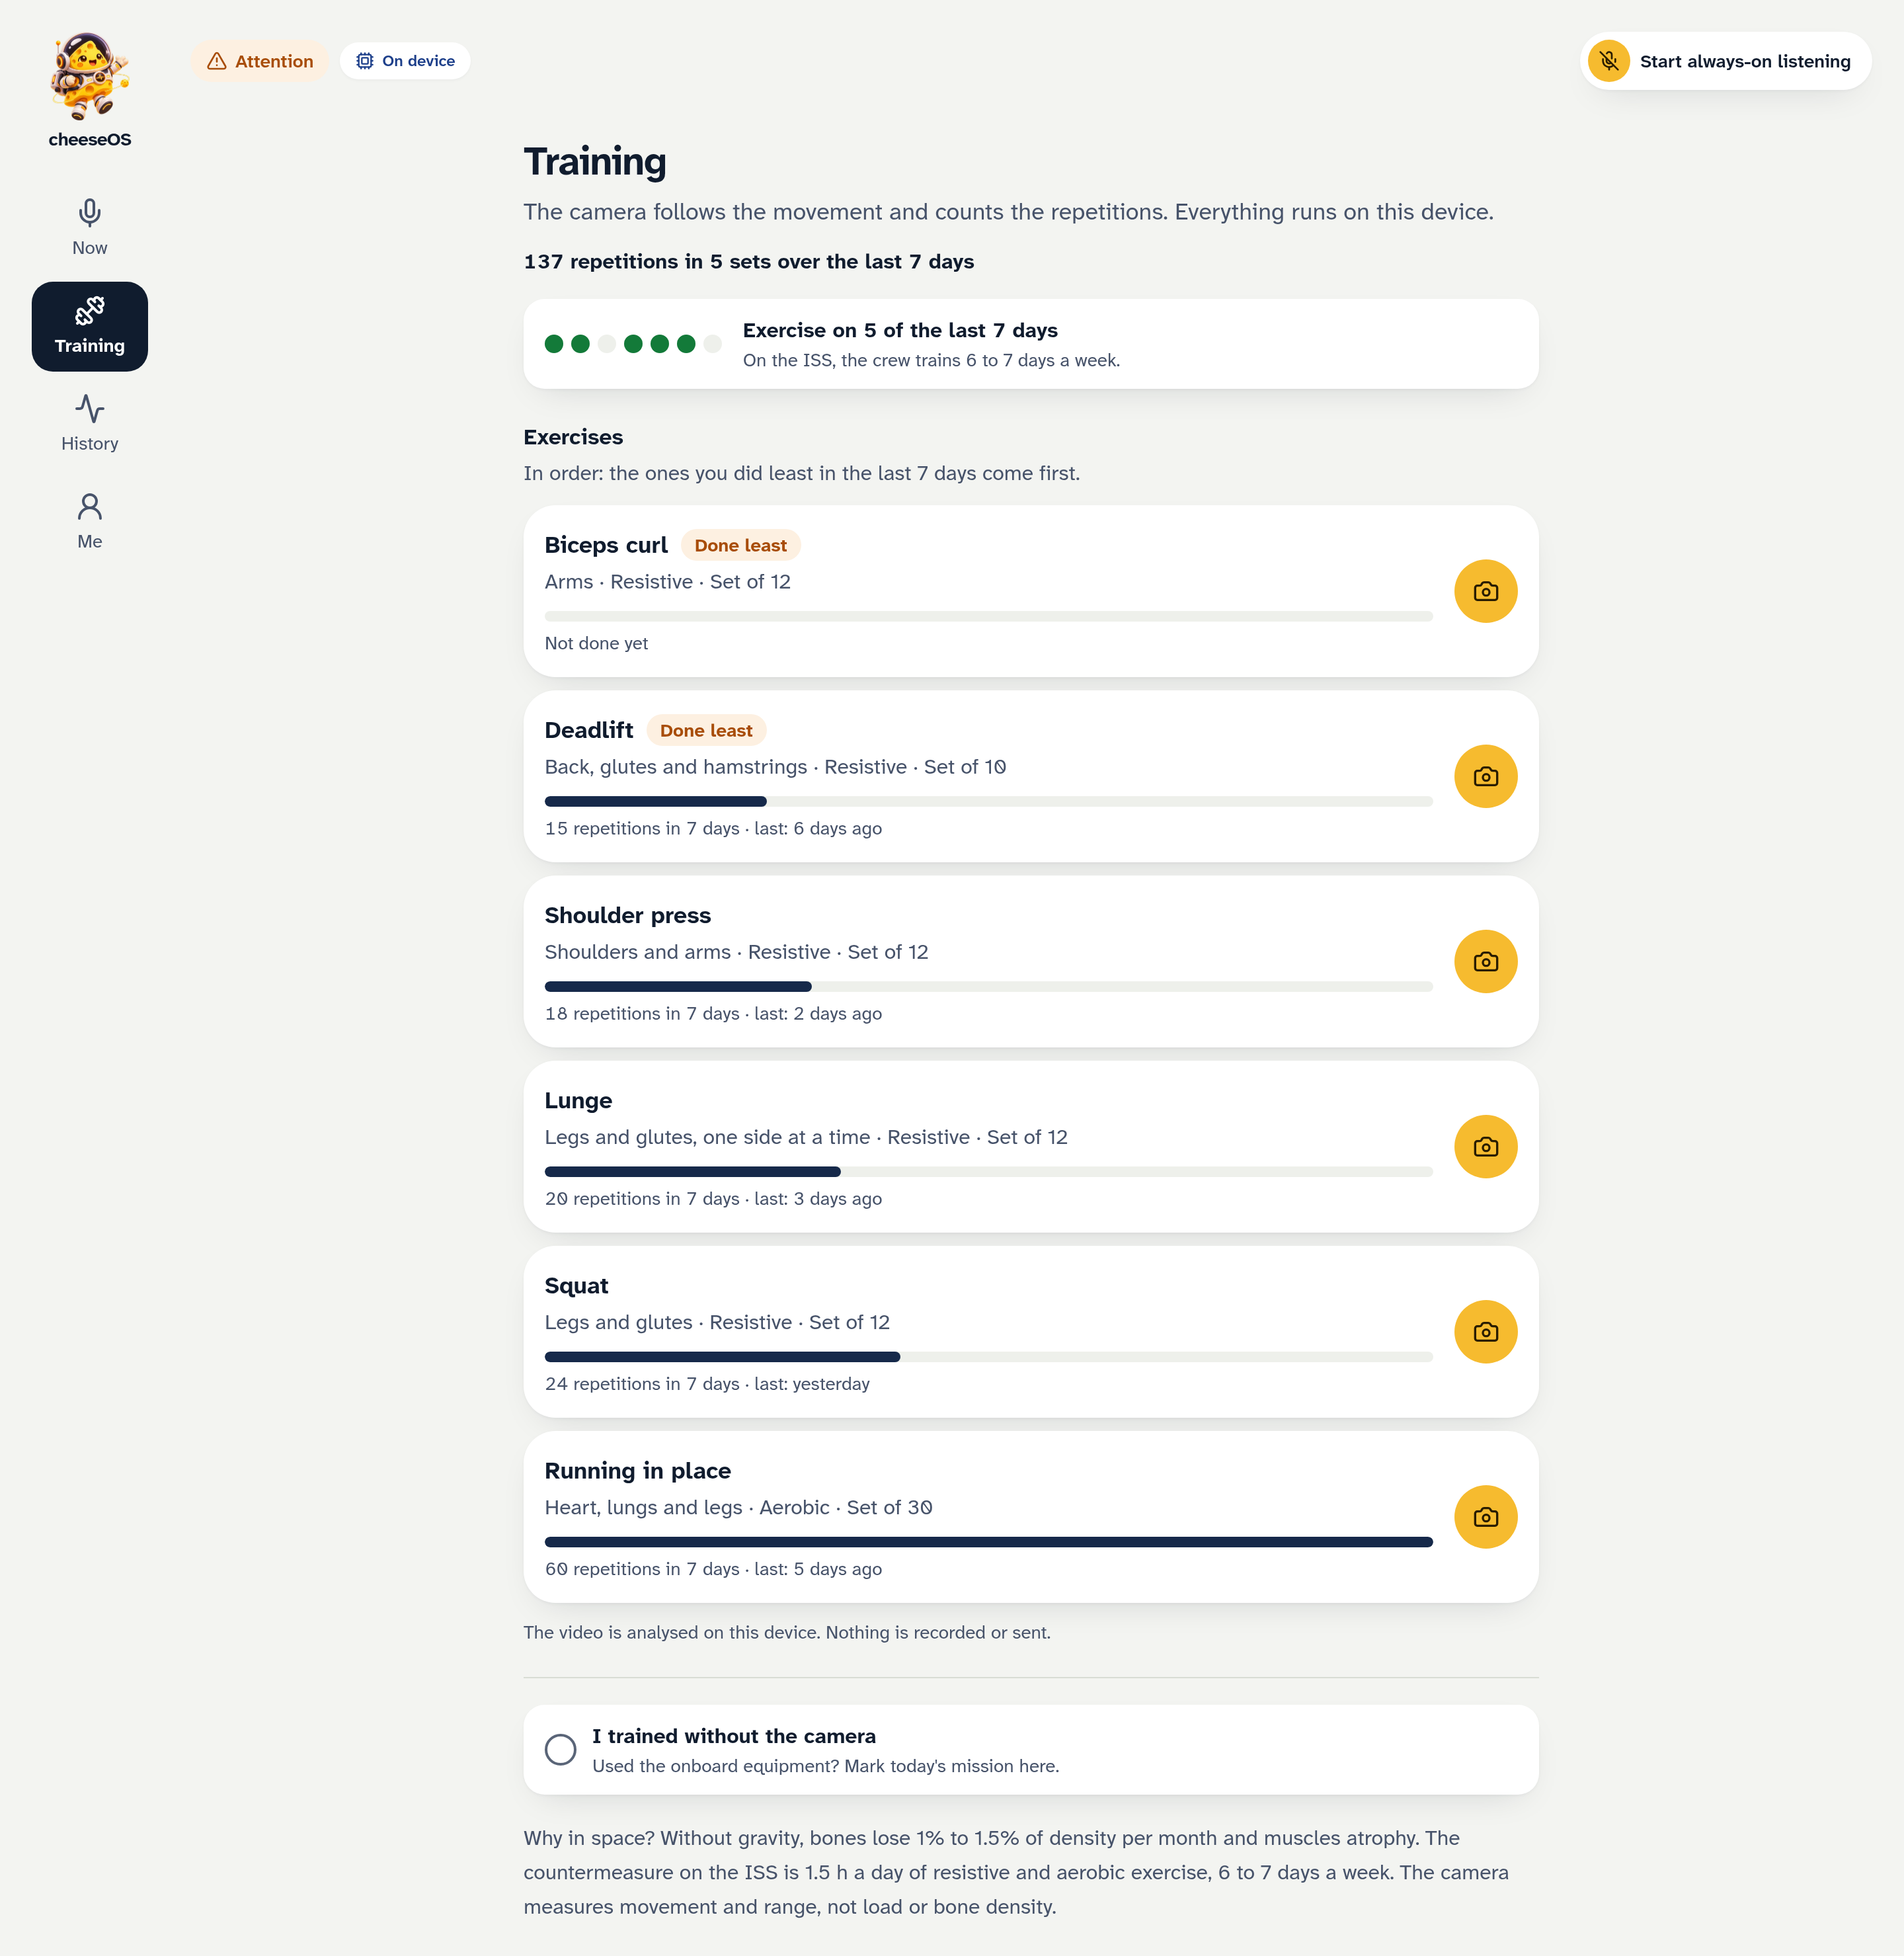 cheeseOS
Attention
On device
Start always-on listening
Now
Training
History
Me
Training
The camera follows the movement and counts the repetitions. Everything runs on this device.
137 repetitions in 5 sets over the last 7 days
Exercise on 5 of the last 7 days
On the ISS, the crew trains 6 to 7 days a week.
Exercises
In order: the ones you did least in the last 7 days come first.
Biceps curl Done least
Arms · Resistive · Set of 12
Not done yet
Deadlift Done least
Back, glutes and hamstrings · Resistive · Set of 10
15 repetitions in 7 days · last: 6 days ago
Shoulder press
Shoulders and arms · Resistive · Set of 12
18 repetitions in 7 days · last: 2 days ago
Lunge
Legs and glutes, one side at a time · Resistive · Set of 12
20 repetitions in 7 days · last: 3 days ago
Squat
Legs and glutes · Resistive · Set of 12
24 repetitions in 7 days · last: yesterday
Running in place
Heart, lungs and legs · Aerobic · Set of 30
60 repetitions in 7 days · last: 5 days ago
The video is analysed on this device. Nothing is recorded or sent.
I trained without the camera
Used the onboard equipment? Mark today's mission here.
Why in space? Without gravity, bones lose 1% to 1.5% of density per month and muscles atrophy. The
countermeasure on the ISS is 1.5 h a day of resistive and aerobic exercise, 6 to 7 days a week. The camera
measures movement and range, not load or bone density.